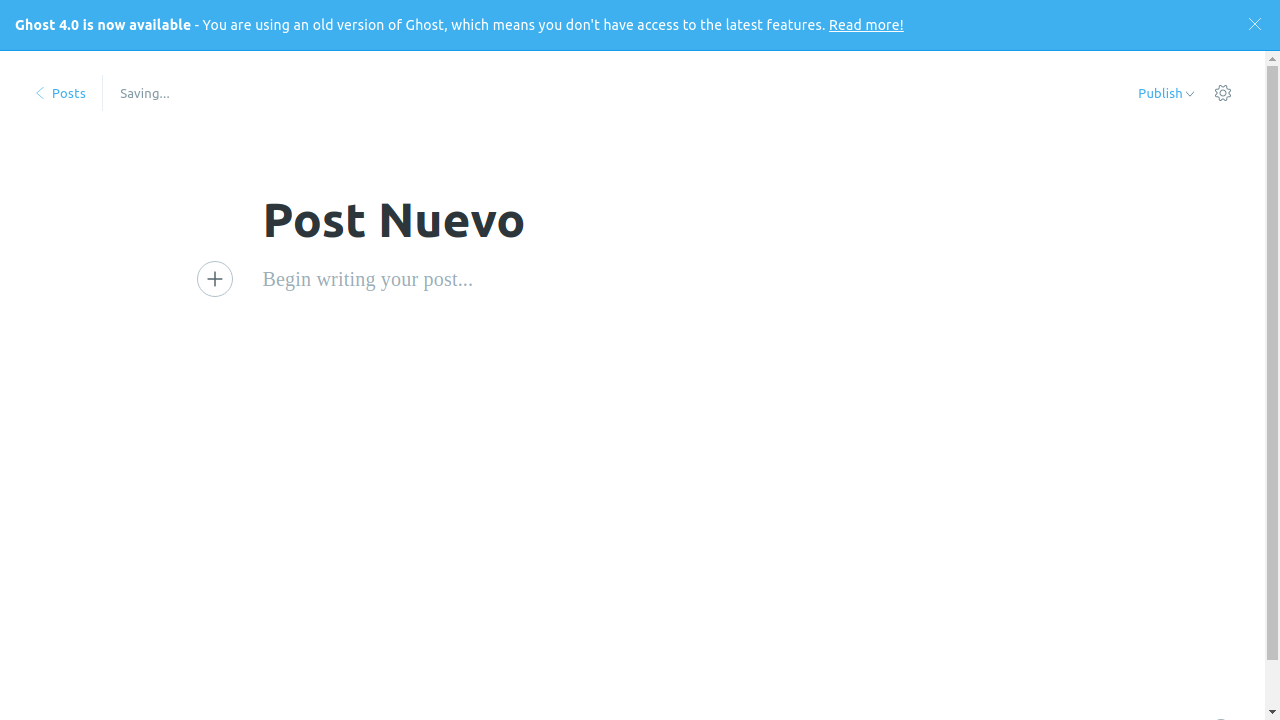 Ghost 4.0 is now available - You are using an old version of Ghost, which means you don't have access to the latest features. Read more!
Posts
Saving...
Publish
Post Nuevo
Begin writing your post...